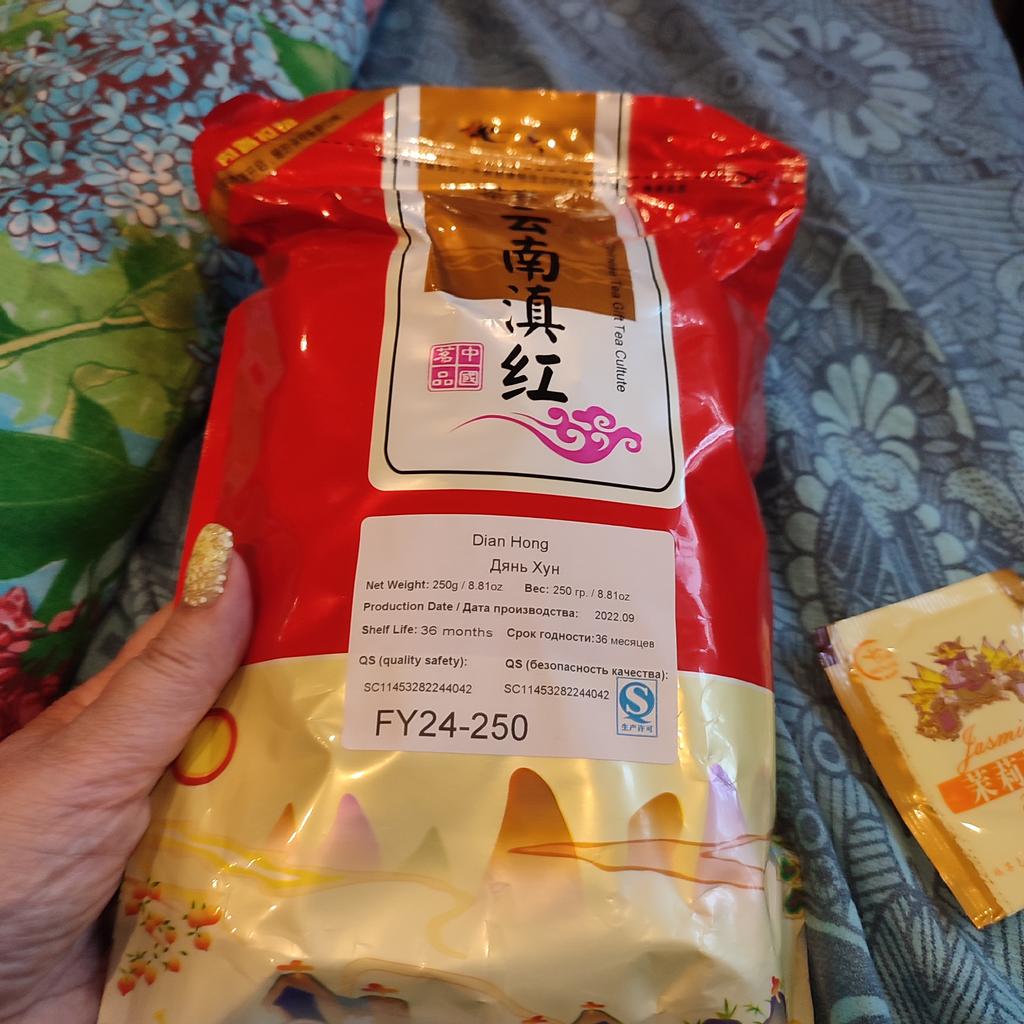 云南滇红
Tea Gift Tea Cultute
中國
茗品
Dian Hong
Дянь Хун
Net Weight: 250g / 8.81oz Вес: 250 гр. / 8.81oz
Production Date / Дата производства: 2022.09
Shelf Life: 36 months Срок годности: 36 месяцев
QS (quality safety): QS (безопасность качества):
SC11453282244042 SC11453282244042
FY24-250
生产许可
茉莉